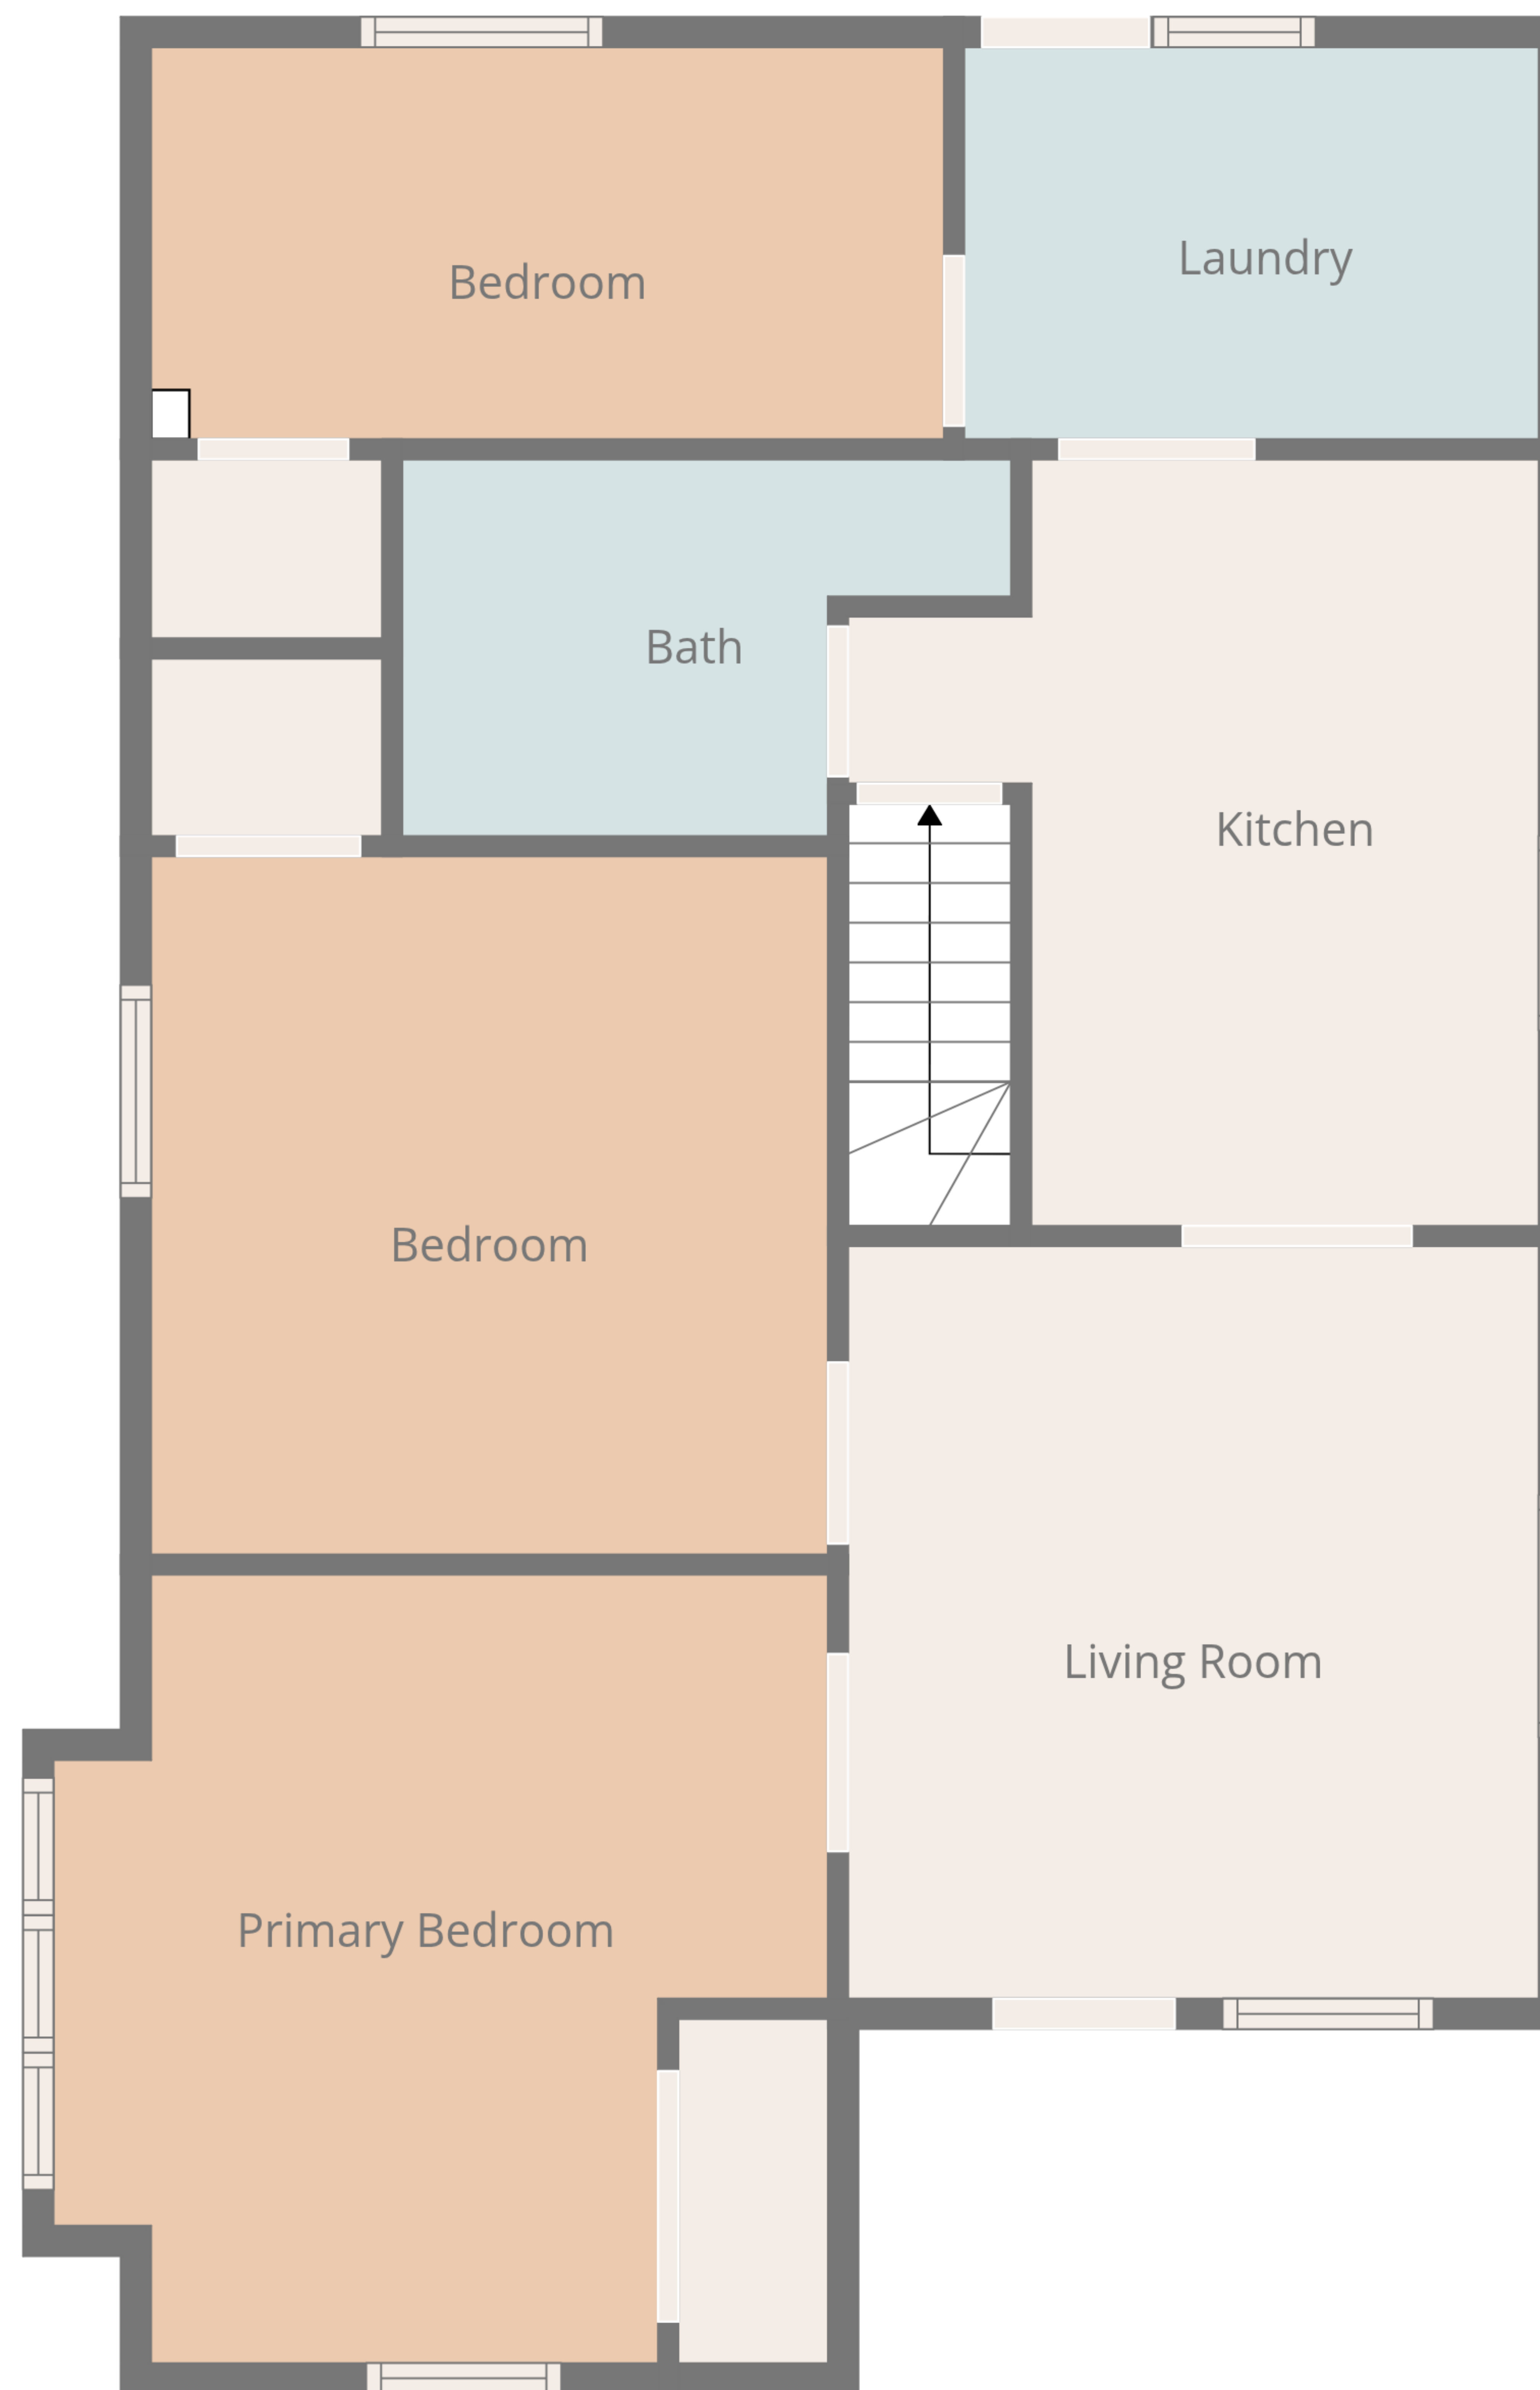 Laundry
Bedroom
Bath
Kitchen
Bedroom
Living Room
Primary Bedroom